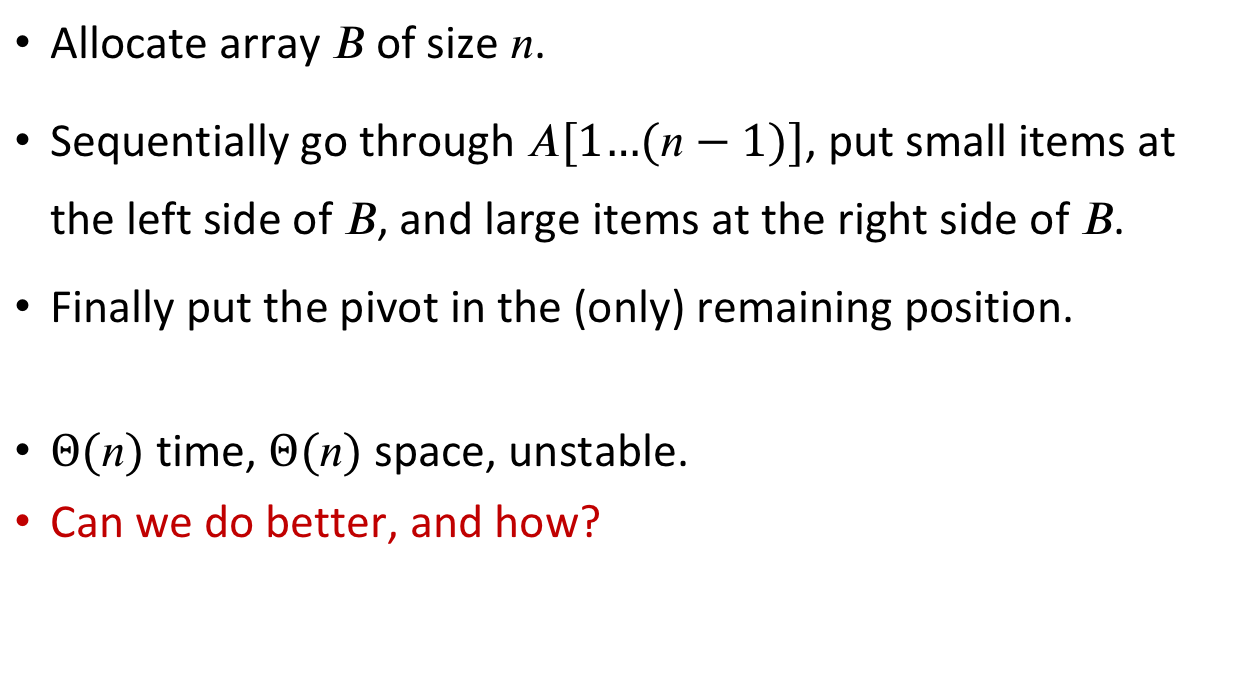 • Allocate array B of size n.
• Sequentially go through A[1…(n − 1)], put small items at
the left side of B, and large items at the right side of B.
• Finally put the pivot in the (only) remaining position.
• Θ(n) time, Θ(n) space, unstable.
• Can we do better, and how?